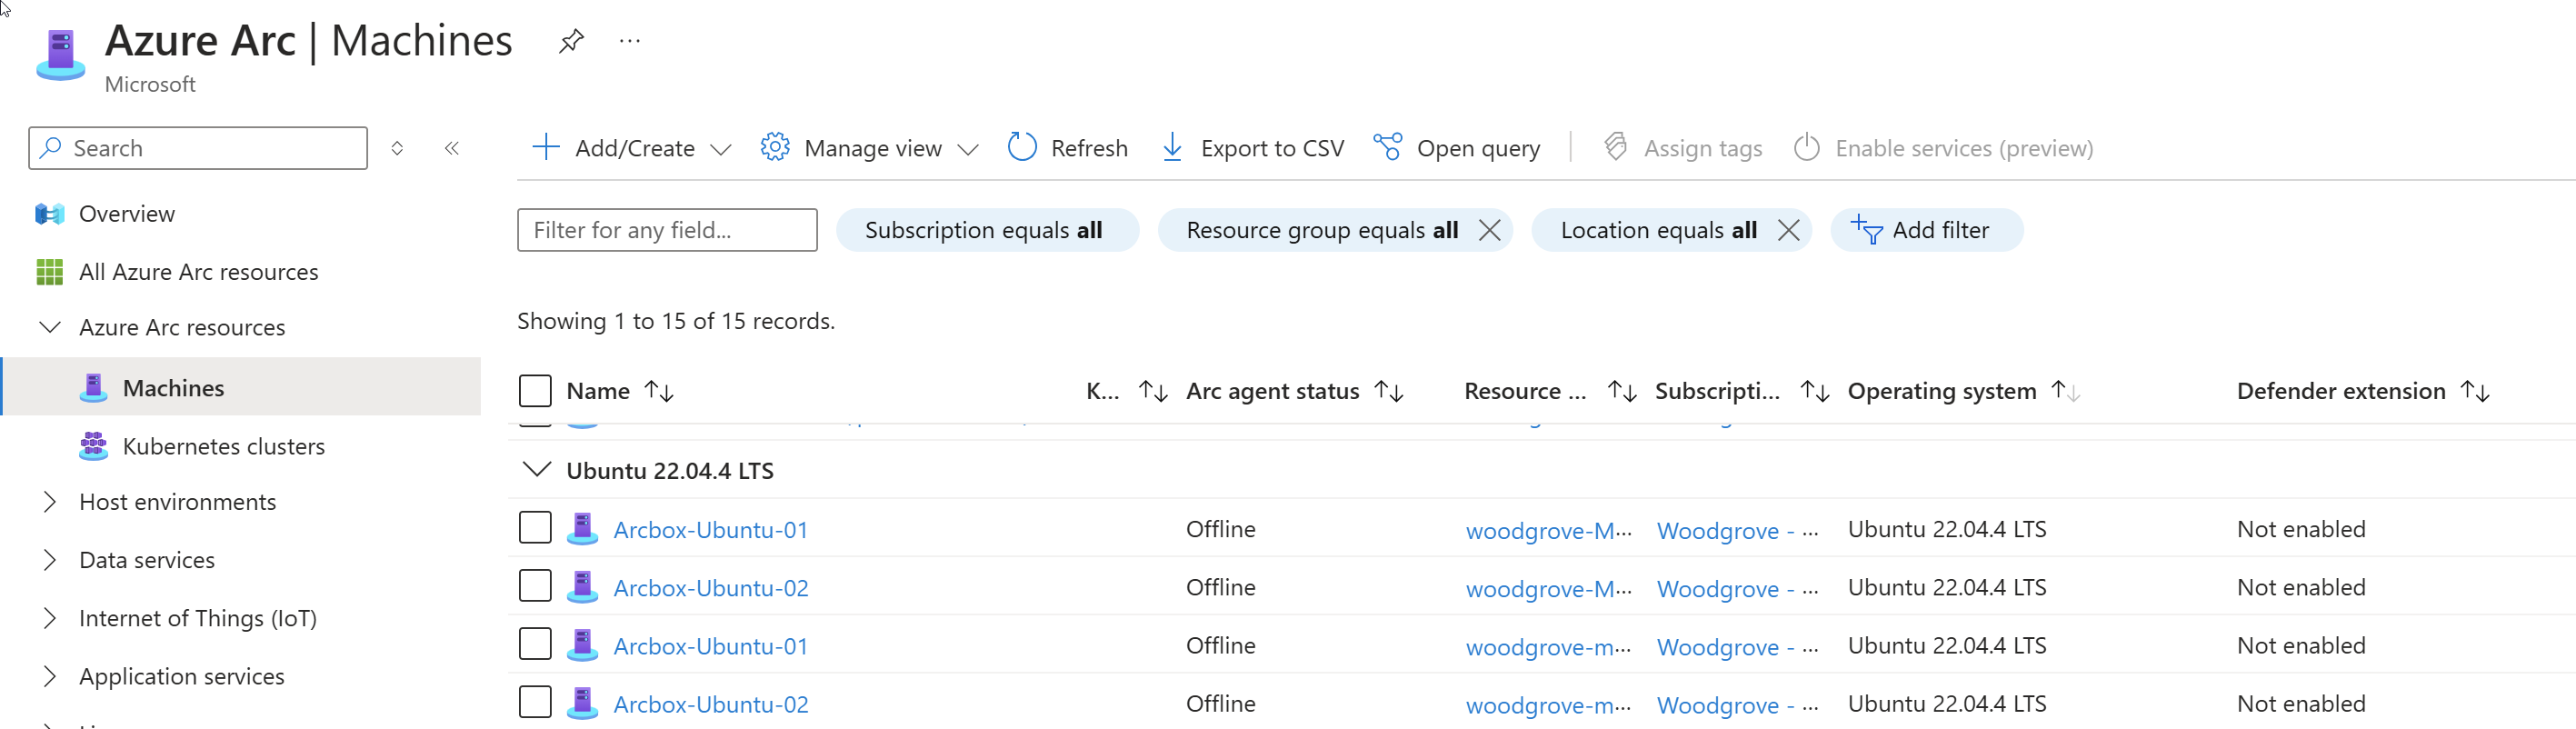 Azure Arc | Machines ...
Microsoft
Search
Add/Create
Manage view
Refresh
Export to CSV
Open query
Assign tags
Enable services (preview)
Overview
All Azure Arc resources
Azure Arc resources
Machines
Kubernetes clusters
Host environments
Data services
Internet of Things (IoT)
Application services
Filter for any field...
Subscription equals all
Resource group equals all
Location equals all
Add filter
Showing 1 to 15 of 15 records.
Name K... Arc agent status Resource ... Subscripti... Operating system Defender extension
Ubuntu 22.04.4 LTS
Arcbox-Ubuntu-01 Offline woodgrove-M... Woodgrove - ... Ubuntu 22.04.4 LTS Not enabled
Arcbox-Ubuntu-02 Offline woodgrove-M... Woodgrove - ... Ubuntu 22.04.4 LTS Not enabled
Arcbox-Ubuntu-01 Offline woodgrove-m... Woodgrove - ... Ubuntu 22.04.4 LTS Not enabled
Arcbox-Ubuntu-02 Offline woodgrove-m... Woodgrove - ... Ubuntu 22.04.4 LTS Not enabled